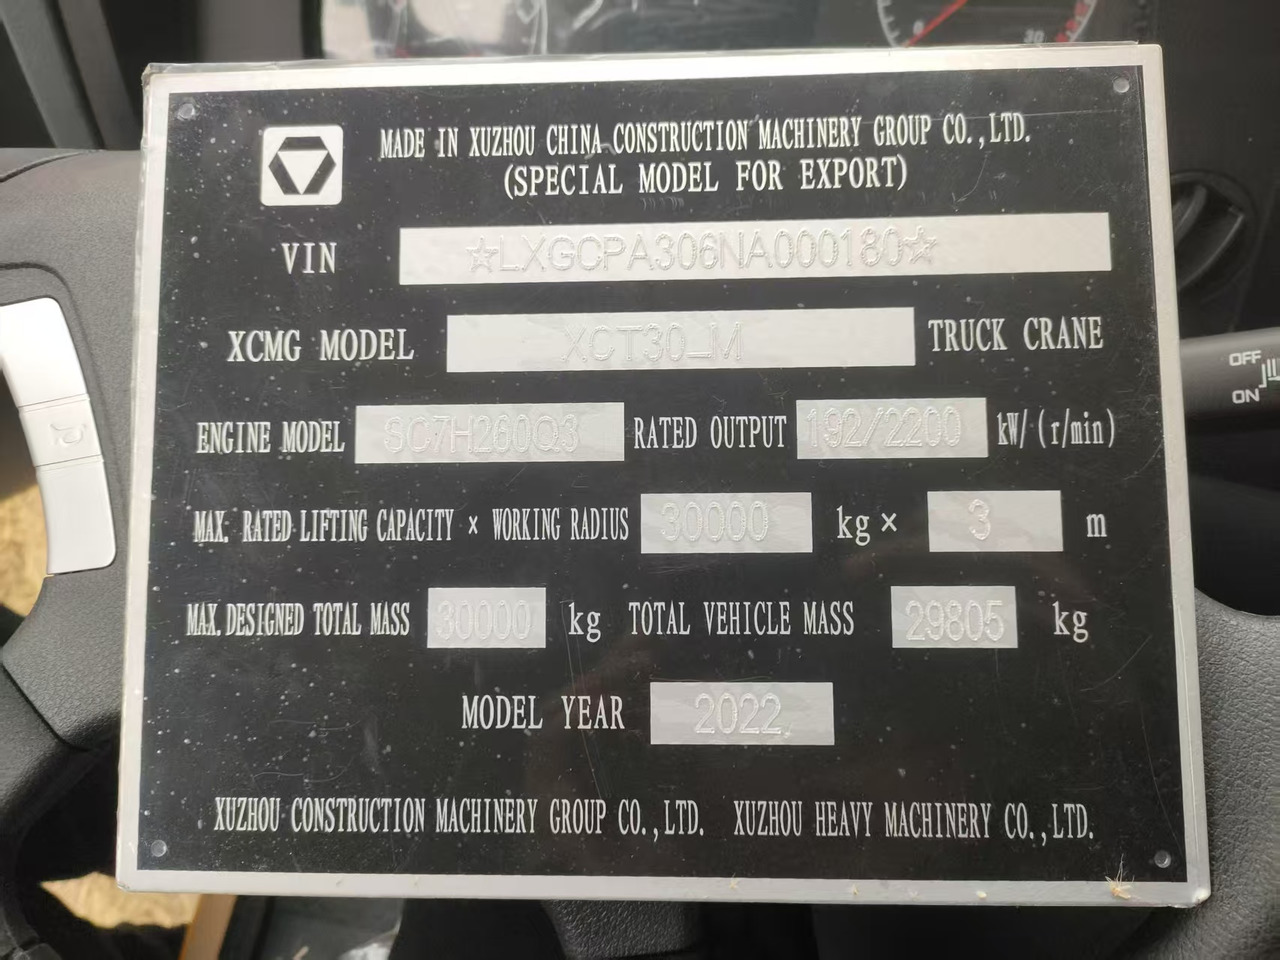 MADE IN XUZHOU CHINA CONSTRUCTION MACHINERY GROUP CO.,LTD.
(SPECIAL MODEL FOR EXPORT)
VIN ☆LXGCPA306NA000180☆
XCMG MODEL XCT30_M TRUCK CRANE
ENGINE MODEL SC7H260Q3 RATED OUTPUT 192/2200 kW/(r/min)
MAX. RATED LIFTING CAPACITY × WORKING RADIUS 30000 kg× 3 m
MAX. DESIGNED TOTAL MASS 30000 kg TOTAL VEHICLE MASS 29805 kg
MODEL YEAR 2022
XUZHOU CONSTRUCTION MACHINERY GROUP CO.,LTD. XUZHOU HEAVY MACHINERY CO.,LTD.
0
30
OFF
ON